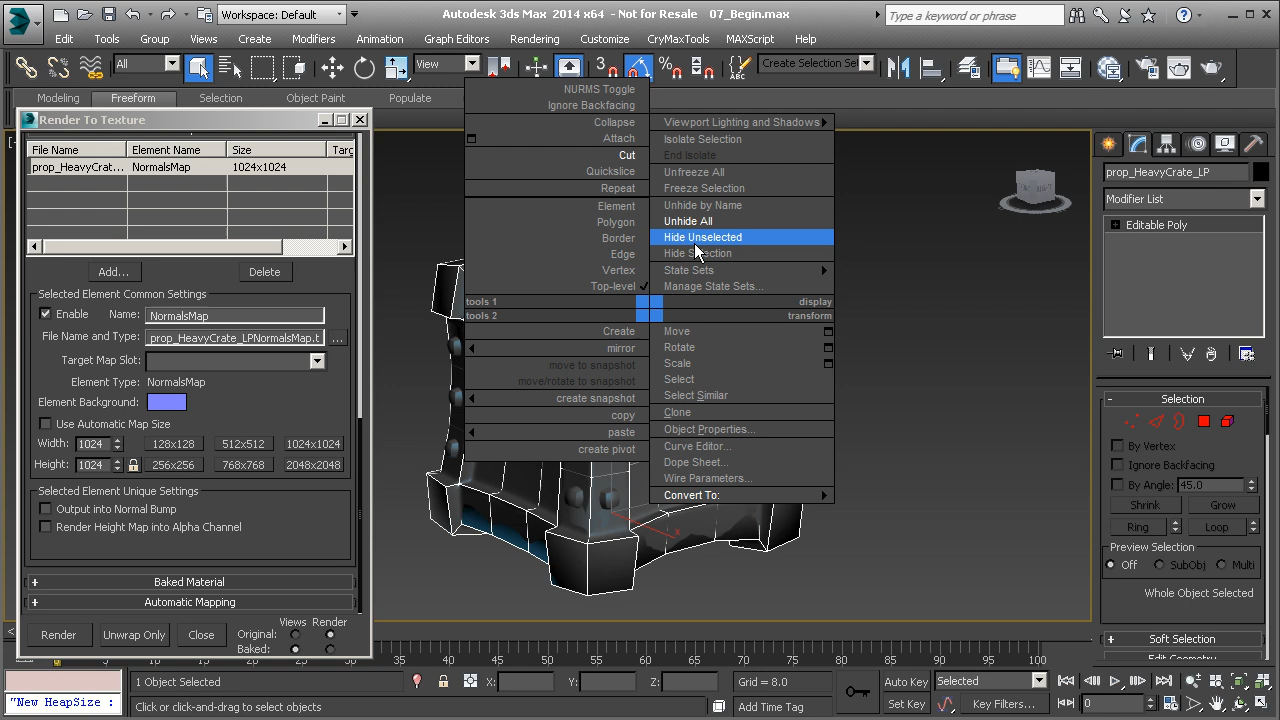 Workspace: Default
Autodesk 3ds Max 2014 x64 - Not for Resale 07_Begin.max
Type a keyword or phrase
Edit Tools Group Views Create Modifiers Animation Graph Editors Rendering Customize CryMaxTools MAXScript Help
All
View
Create Selection Se
Modeling Freeform Selection Object Paint Populate
Render To Texture
File Name Element Name Size Targ
prop_HeavyCrat... NormalsMap 1024x1024
Add... Delete
Selected Element Common Settings
Enable Name: NormalsMap
File Name and Type: prop_HeavyCrate_LPNormalsMap.t ...
Target Map Slot:
Element Type: NormalsMap
Element Background:
Use Automatic Map Size
Width: 1024 128x128 512x512 1024x1024
Height: 1024 256x256 768x768 2048x2048
Selected Element Unique Settings
Output into Normal Bump
Render Height Map into Alpha Channel
Baked Material
Automatic Mapping
Views Render
Render Unwrap Only Close Original:
Baked:
NURMS Toggle
Ignore Backfacing
Collapse
Attach
Cut
Quickslice
Repeat
Element
Polygon
Border
Edge
Vertex
Top-level
tools 1
tools 2
Create
mirror
move to snapshot
move/rotate to snapshot
create snapshot
copy
paste
create pivot
Viewport Lighting and Shadows
Isolate Selection
End Isolate
Unfreeze All
Freeze Selection
Unhide by Name
Unhide All
Hide Unselected
Hide Selection
State Sets
Manage State Sets...
display
transform
Move
Rotate
Scale
Select
Select Similar
Clone
Object Properties...
Curve Editor...
Dope Sheet...
Wire Parameters...
Convert To:
x
prop_HeavyCrate_LP
Modifier List
Editable Poly
Selection
By Vertex
Ignore Backfacing
By Angle: 45.0
Shrink Grow
Ring Loop
Preview Selection
Off SubObj Multi
Whole Object Selected
Soft Selection
35 40 45 50 55 60 65 70 75 80 85 90 95 100
1 Object Selected X: Y: Z: Grid = 8.0 Auto Key Selected
"New HeapSize : Click or click-and-drag to select objects Add Time Tag Set Key Key Filters... 0